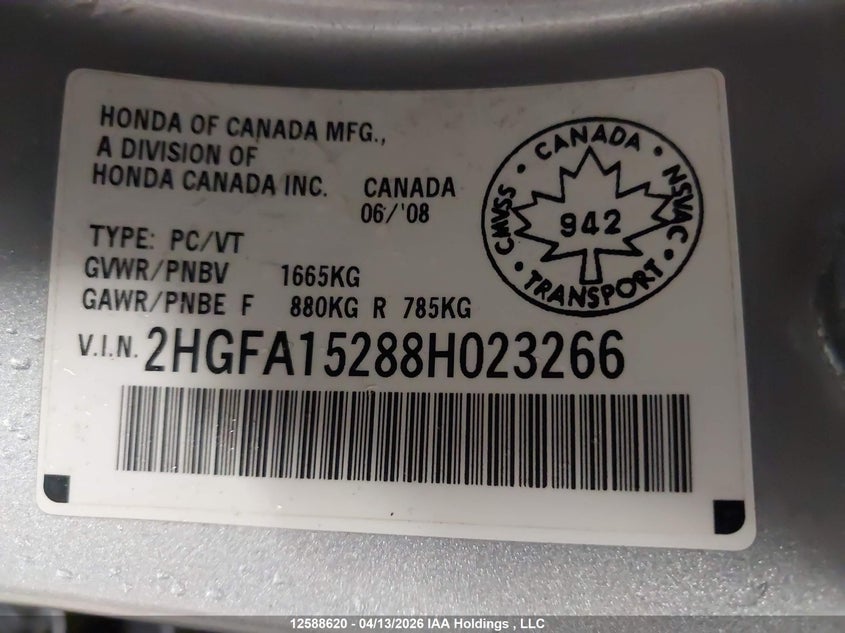 HONDA OF CANADA MFG.,
A DIVISION OF
HONDA CANADA INC. CANADA
06/'08
TYPE: PC/VT
GVWR/PNBV 1665KG
GAWR/PNBE F 880KG R 785KG
V.I.N. 2HGFA15288H023266
CMVSS • CANADA • NSVAC • TRANSPORT •
942
12588620 - 04/13/2026 IAA Holdings , LLC